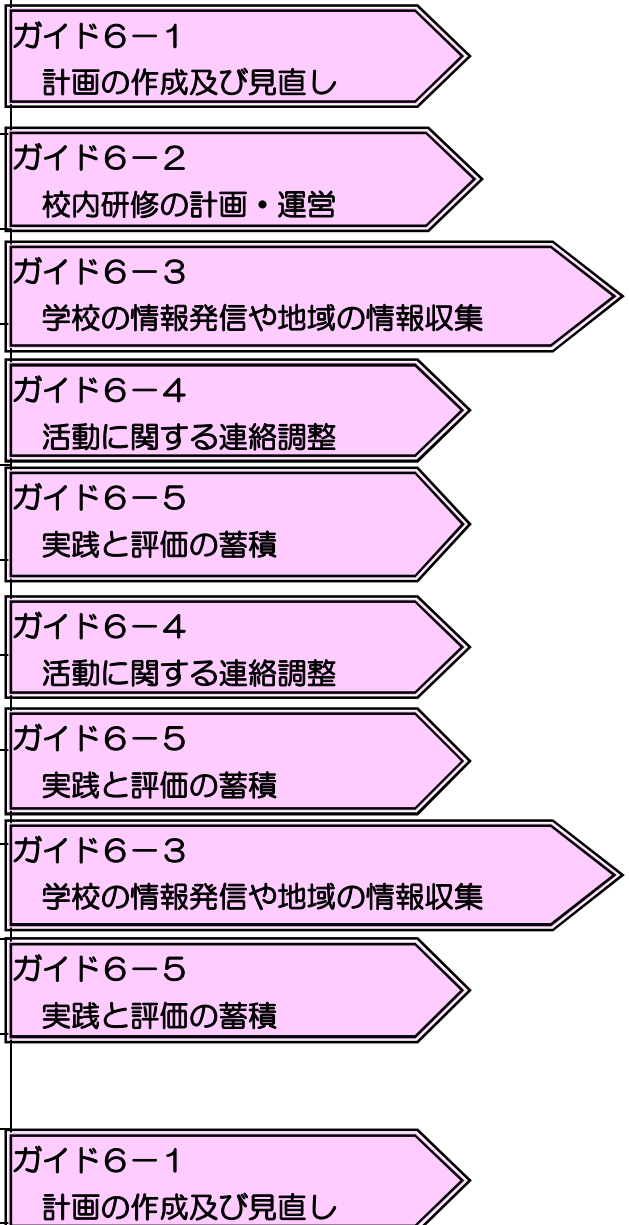 ガイド６－１
計画の作成及び見直し
ガイド６－２
校内研修の計画・運営
ガイド６－３
学校の情報発信や地域の情報収集
ガイド６－４
活動に関する連絡調整
ガイド６－５
実践と評価の蓄積
ガイド６－４
活動に関する連絡調整
ガイド６－５
実践と評価の蓄積
ガイド６－３
学校の情報発信や地域の情報収集
ガイド６－５
実践と評価の蓄積
ガイド６－１
計画の作成及び見直し